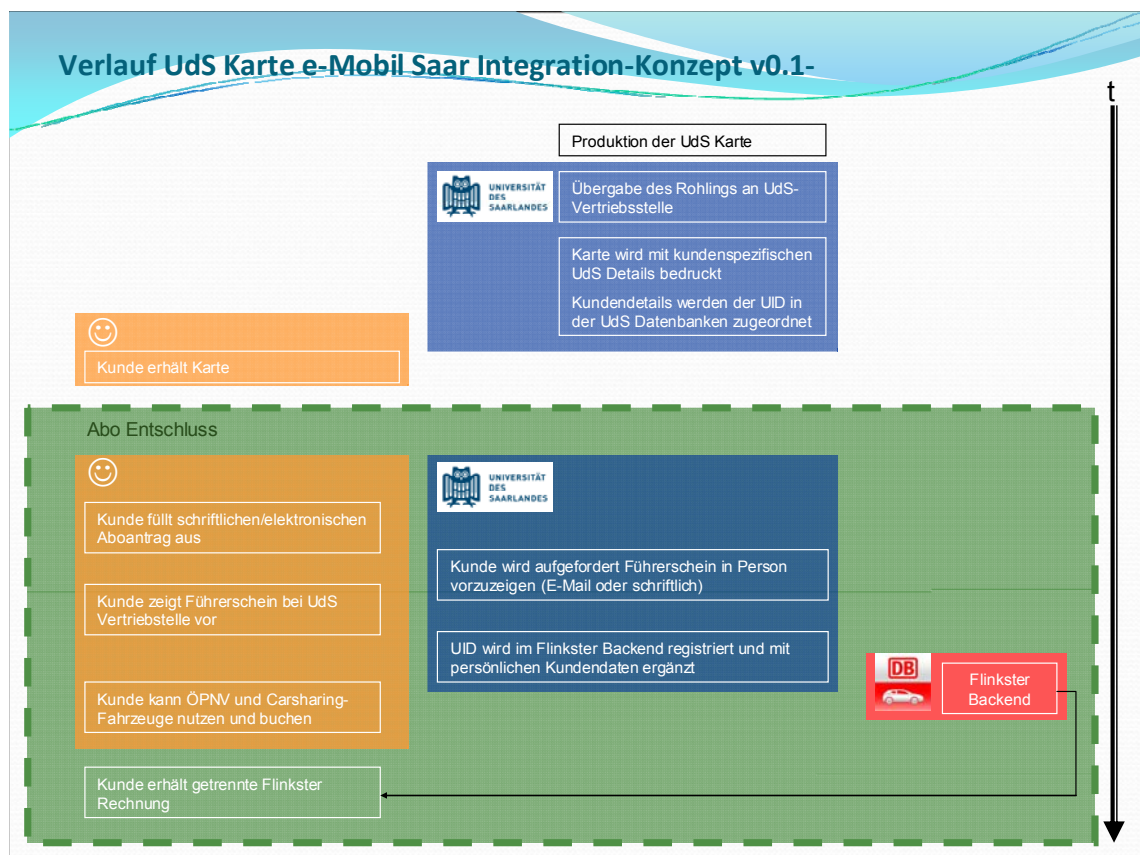 Verlauf UdS Karte e-Mobil Saar Integration-Konzept v0.1-
t
Produktion der UdS Karte
UNIVERSITÄT
DES
SAARLANDES
Übergabe des Rohlings an UdS-
Vertriebsstelle
Karte wird mit kundenspezifischen
UdS Details bedruckt
Kundendetails werden der UID in
der UdS Datenbanken zugeordnet
Kunde erhält Karte
Abo Entschluss
UNIVERSITÄT
DES
SAARLANDES
Kunde füllt schriftlichen/elektronischen
Aboantrag aus
Kunde wird aufgefordert Führerschein in Person
vorzuzeigen (E-Mail oder schriftlich)
Kunde zeigt Führerschein bei UdS
Vertriebstelle vor
UID wird im Flinkster Backend registriert und mit
persönlichen Kundendaten ergänzt
DB
Flinkster
Backend
Kunde kann ÖPNV und Carsharing-
Fahrzeuge nutzen und buchen
Kunde erhält getrennte Flinkster
Rechnung